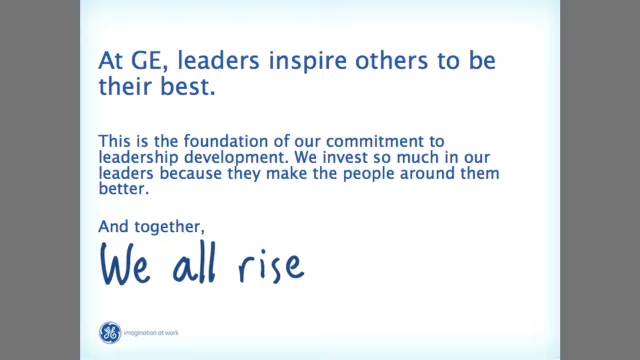 At GE, leaders inspire others to be
their best.
This is the foundation of our commitment to
leadership development. We invest so much in our
leaders because they make the people around them
better.
And together,
We all rise
GE imagination at work